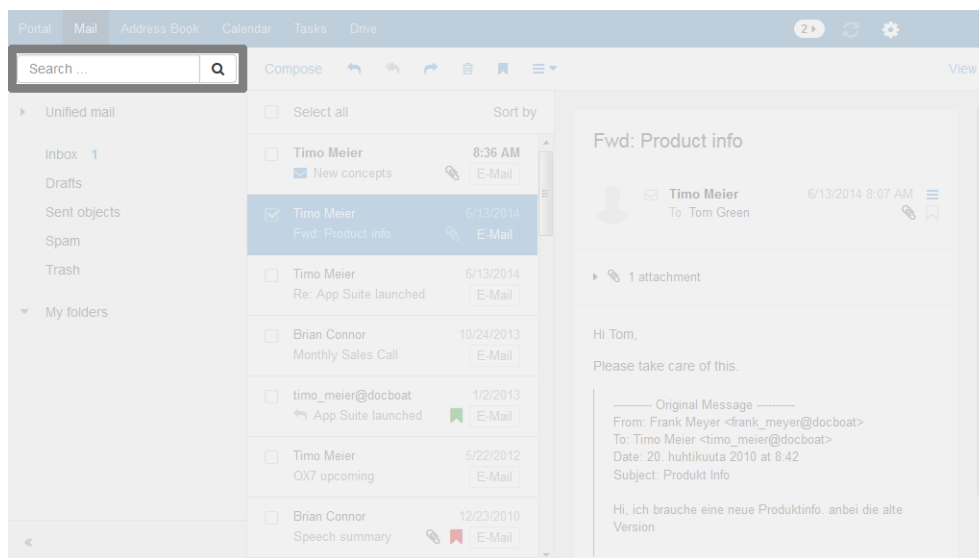 Portal Mail Address Book Calendar Tasks Drive 2
Search ...
Compose View
Unified mail
Inbox 1
Drafts
Sent objects
Spam
Trash
My folders
Select all Sort by
Timo Meier 8:36 AM
New concepts E-Mail
Timo Meier 6/13/2014
Fwd: Product info E-Mail
Timo Meier 6/13/2014
Re: App Suite launched E-Mail
Brian Connor 10/24/2013
Monthly Sales Call E-Mail
timo_meier@docboat 1/2/2013
App Suite launched E-Mail
Timo Meier 5/22/2012
OX7 upcoming E-Mail
Brian Connor 12/23/2010
Speech summary E-Mail
Fwd: Product info
Timo Meier 6/13/2014 8:07 AM
To Tom Green
1 attachment
Hi Tom,
Please take care of this.
---------- Original Message ----------
From: Frank Meyer <frank_meyer@docboat>
To: Timo Meier <timo_meier@docboat>
Date: 20. huhtikuuta 2010 at 8:42
Subject: Produkt Info
Hi, ich brauche eine neue Produktinfo. anbei die alte
Version